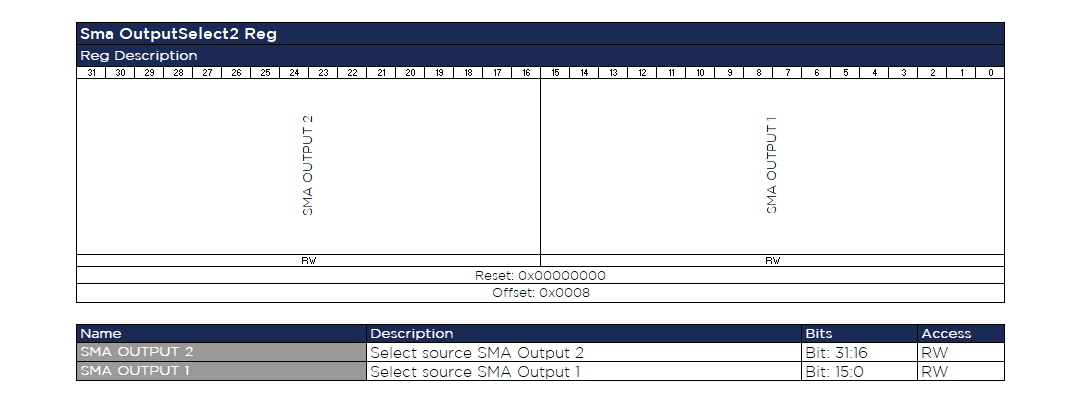 Sma OutputSelect2 Reg
Reg Description
31 30 29 28 27 26 25 24 23 22 21 20 19 18 17 16 15 14 13 12 11 10 9 8 7 6 5 4 3 2 1 0
SMA OUTPUT 2 SMA OUTPUT 1
RW RW
Reset: 0x00000000
Offset: 0x0008
Name Description Bits Access
SMA OUTPUT 2 Select source SMA Output 2 Bit: 31:16 RW
SMA OUTPUT 1 Select source SMA Output 1 Bit: 15:0 RW